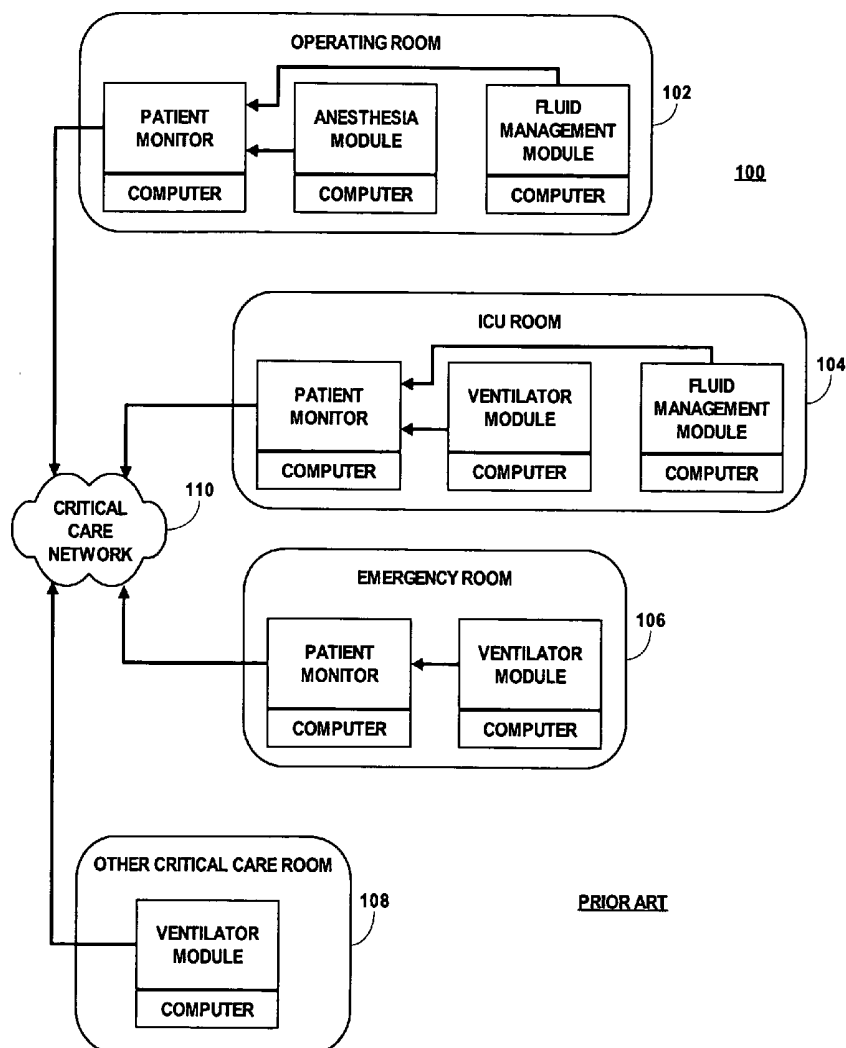 OPERATING ROOM
102
PATIENT
MONITOR
COMPUTER
ANESTHESIA
MODULE
COMPUTER
FLUID
MANAGEMENT
MODULE
COMPUTER
100
ICU ROOM
104
PATIENT
MONITOR
COMPUTER
VENTILATOR
MODULE
COMPUTER
FLUID
MANAGEMENT
MODULE
COMPUTER
CRITICAL
CARE
NETWORK
110
EMERGENCY ROOM
106
PATIENT
MONITOR
COMPUTER
VENTILATOR
MODULE
COMPUTER
OTHER CRITICAL CARE ROOM
108
VENTILATOR
MODULE
COMPUTER
PRIOR ART